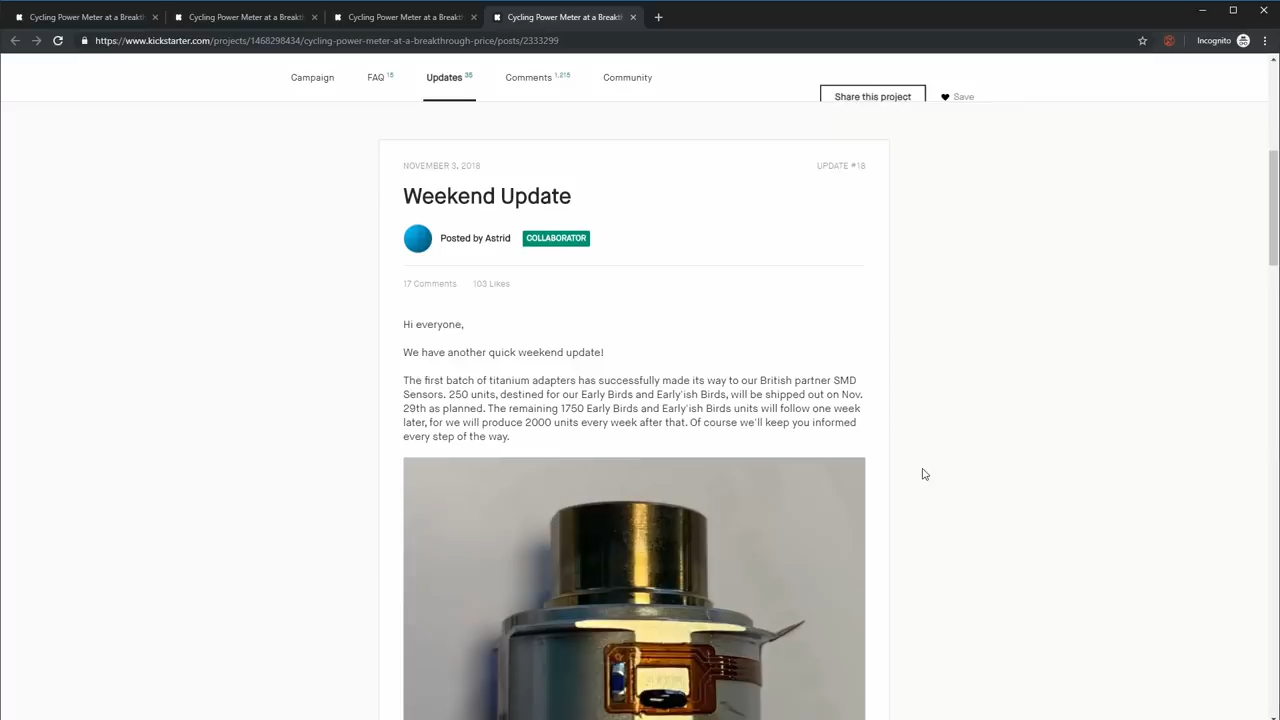 Cycling Power Meter at a Breakth
Cycling Power Meter at a Breakth
Cycling Power Meter at a Breakth
Cycling Power Meter at a Breakth
https://www.kickstarter.com/projects/1468298434/cycling-power-meter-at-a-breakthrough-price/posts/2333299
Incognito
Campaign
FAQ 15
Updates 35
Comments 1,215
Community
Share this project
Save
NOVEMBER 3, 2018
UPDATE #18
Weekend Update
Posted by Astrid
COLLABORATOR
17 Comments
103 Likes
Hi everyone,
We have another quick weekend update!
The first batch of titanium adapters has successfully made its way to our British partner SMD
Sensors. 250 units, destined for our Early Birds and Early'ish Birds, will be shipped out on Nov.
29th as planned. The remaining 1750 Early Birds and Early'ish Birds units will follow one week
later, for we will produce 2000 units every week after that. Of course we'll keep you informed
every step of the way.